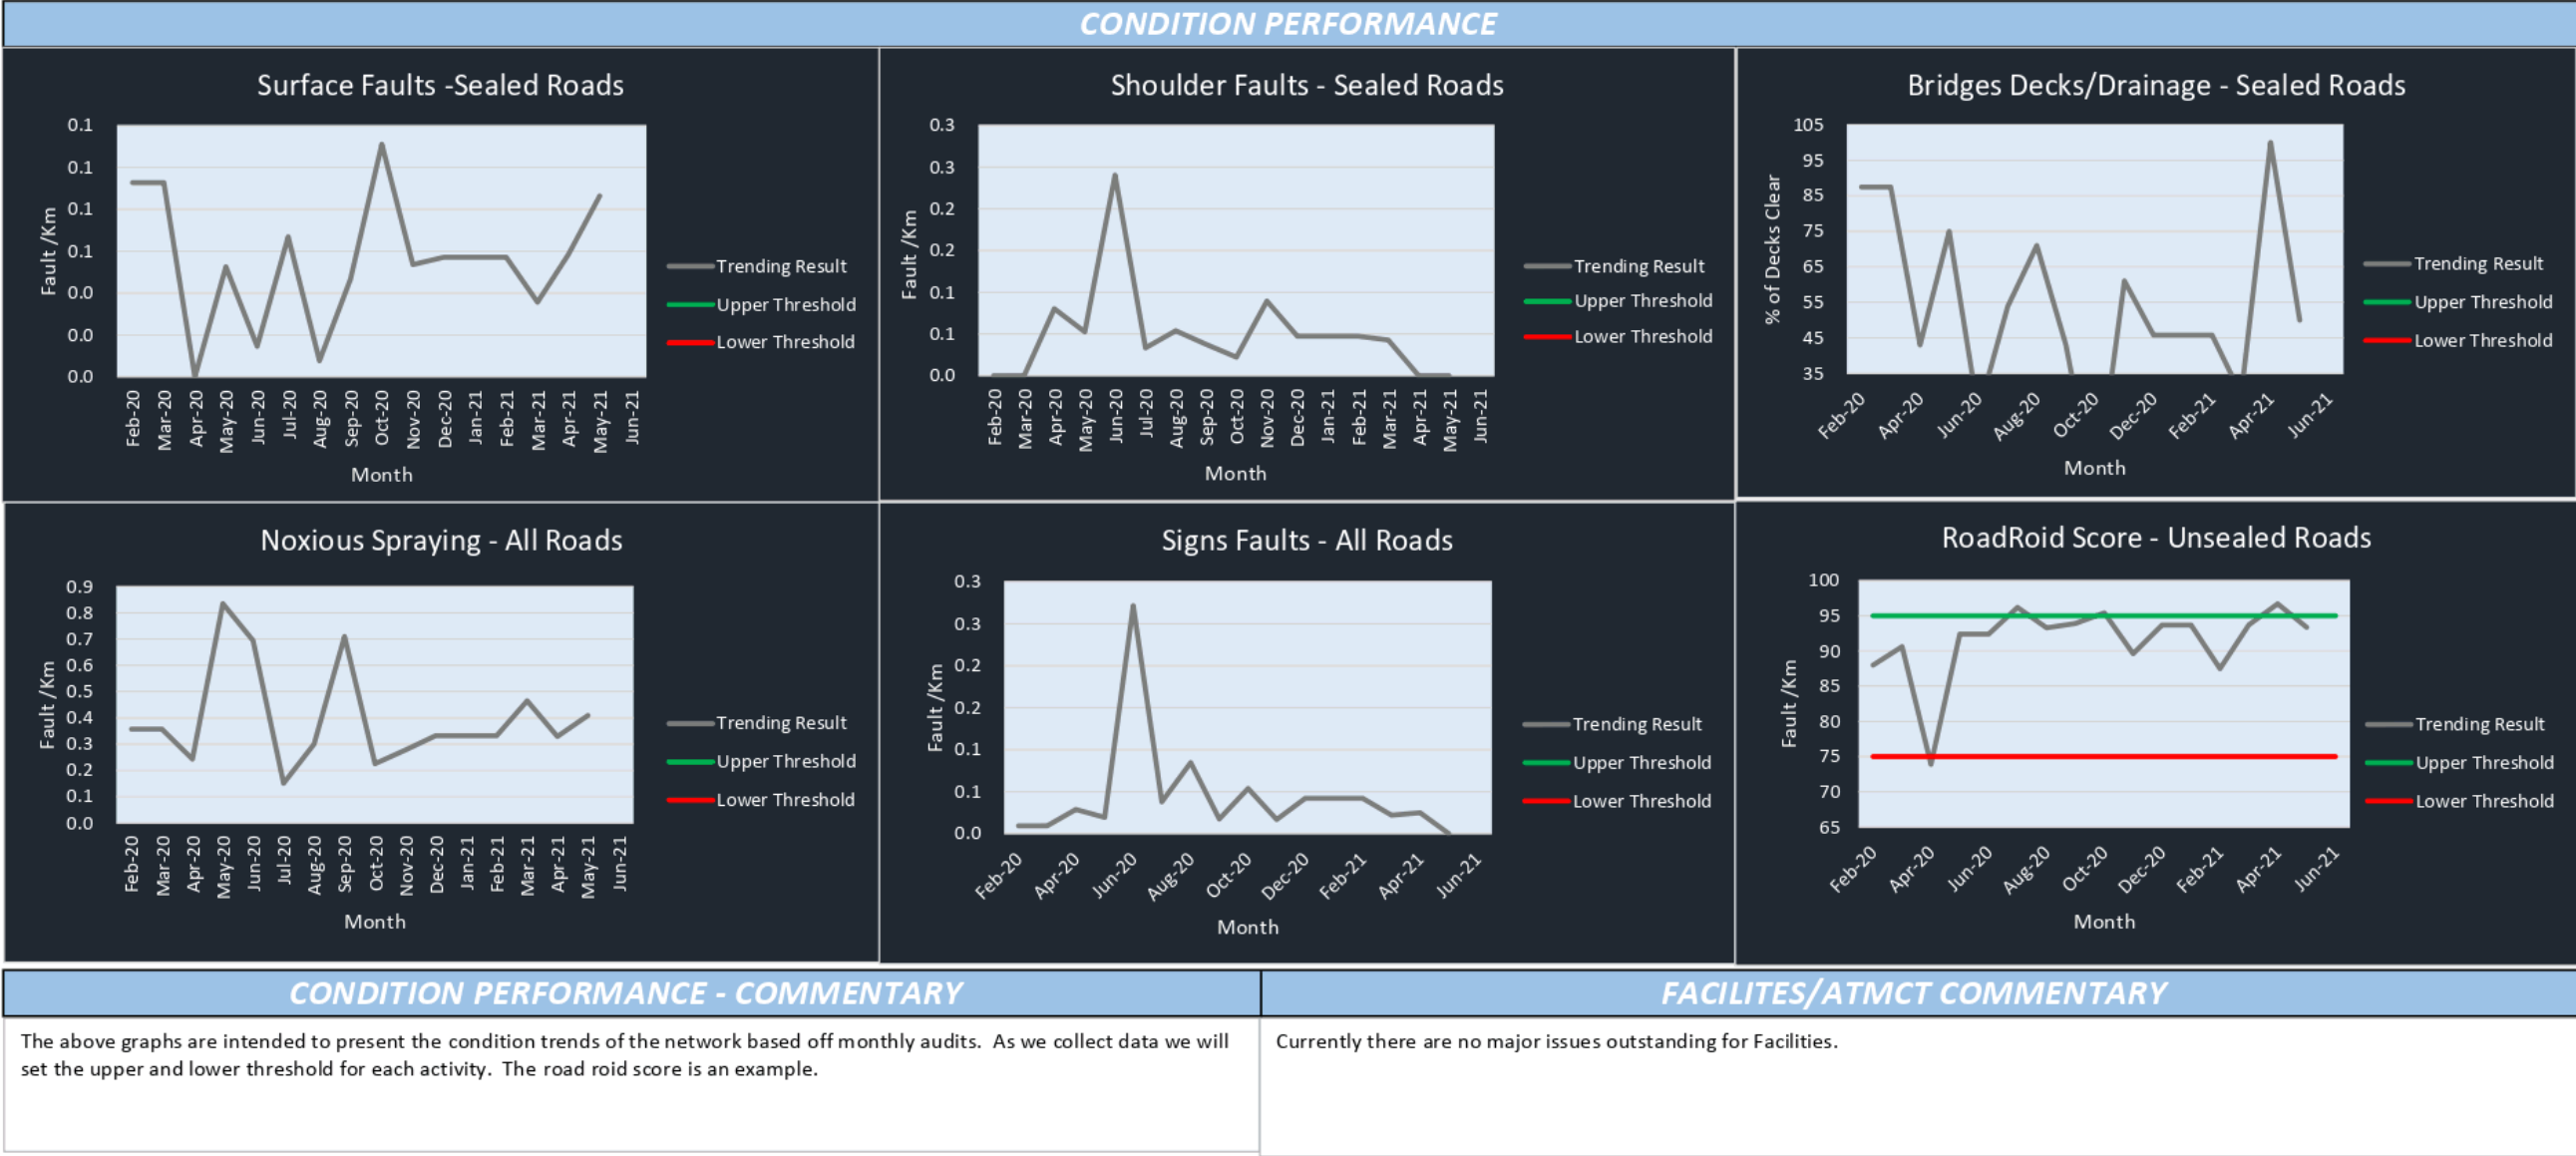 CONDITION PERFORMANCE
Surface Faults -Sealed Roads
0.1
0.1
0.1
0.1
0.0
0.0
0.0
Fault /Km
Feb-20
Mar-20
Apr-20
May-20
Jun-20
Jul-20
Aug-20
Sep-20
Oct-20
Nov-20
Dec-20
Jan-21
Feb-21
Mar-21
Apr-21
May-21
Jun-21
Month
Trending Result
Upper Threshold
Lower Threshold
Shoulder Faults - Sealed Roads
0.3
0.3
0.2
0.2
0.1
0.1
0.0
Fault /Km
Feb-20
Mar-20
Apr-20
May-20
Jun-20
Jul-20
Aug-20
Sep-20
Oct-20
Nov-20
Dec-20
Jan-21
Feb-21
Mar-21
Apr-21
May-21
Jun-21
Month
Trending Result
Upper Threshold
Lower Threshold
Bridges Decks/Drainage - Sealed Roads
105
95
85
75
65
55
45
35
% of Decks Clear
Feb-20
Apr-20
Jun-20
Aug-20
Oct-20
Dec-20
Feb-21
Apr-21
Jun-21
Month
Trending Result
Upper Threshold
Lower Threshold
Noxious Spraying - All Roads
0.9
0.8
0.7
0.6
0.5
0.4
0.3
0.2
0.1
0.0
Fault /Km
Feb-20
Mar-20
Apr-20
May-20
Jun-20
Jul-20
Aug-20
Sep-20
Oct-20
Nov-20
Dec-20
Jan-21
Feb-21
Mar-21
Apr-21
May-21
Jun-21
Month
Trending Result
Upper Threshold
Lower Threshold
Signs Faults - All Roads
0.3
0.3
0.2
0.2
0.1
0.1
0.0
Fault /Km
Feb-20
Apr-20
Jun-20
Aug-20
Oct-20
Dec-20
Feb-21
Apr-21
Jun-21
Month
Trending Result
Upper Threshold
Lower Threshold
RoadRoid Score - Unsealed Roads
100
95
90
85
80
75
70
65
Fault /Km
Feb-20
Apr-20
Jun-20
Aug-20
Oct-20
Dec-20
Feb-21
Apr-21
Jun-21
Month
Trending Result
Upper Threshold
Lower Threshold
CONDITION PERFORMANCE - COMMENTARY
The above graphs are intended to present the condition trends of the network based off monthly audits.  As we collect data we will
set the upper and lower threshold for each activity.  The road roid score is an example.
FACILITES/ATMCT COMMENTARY
Currently there are no major issues outstanding for Facilities.